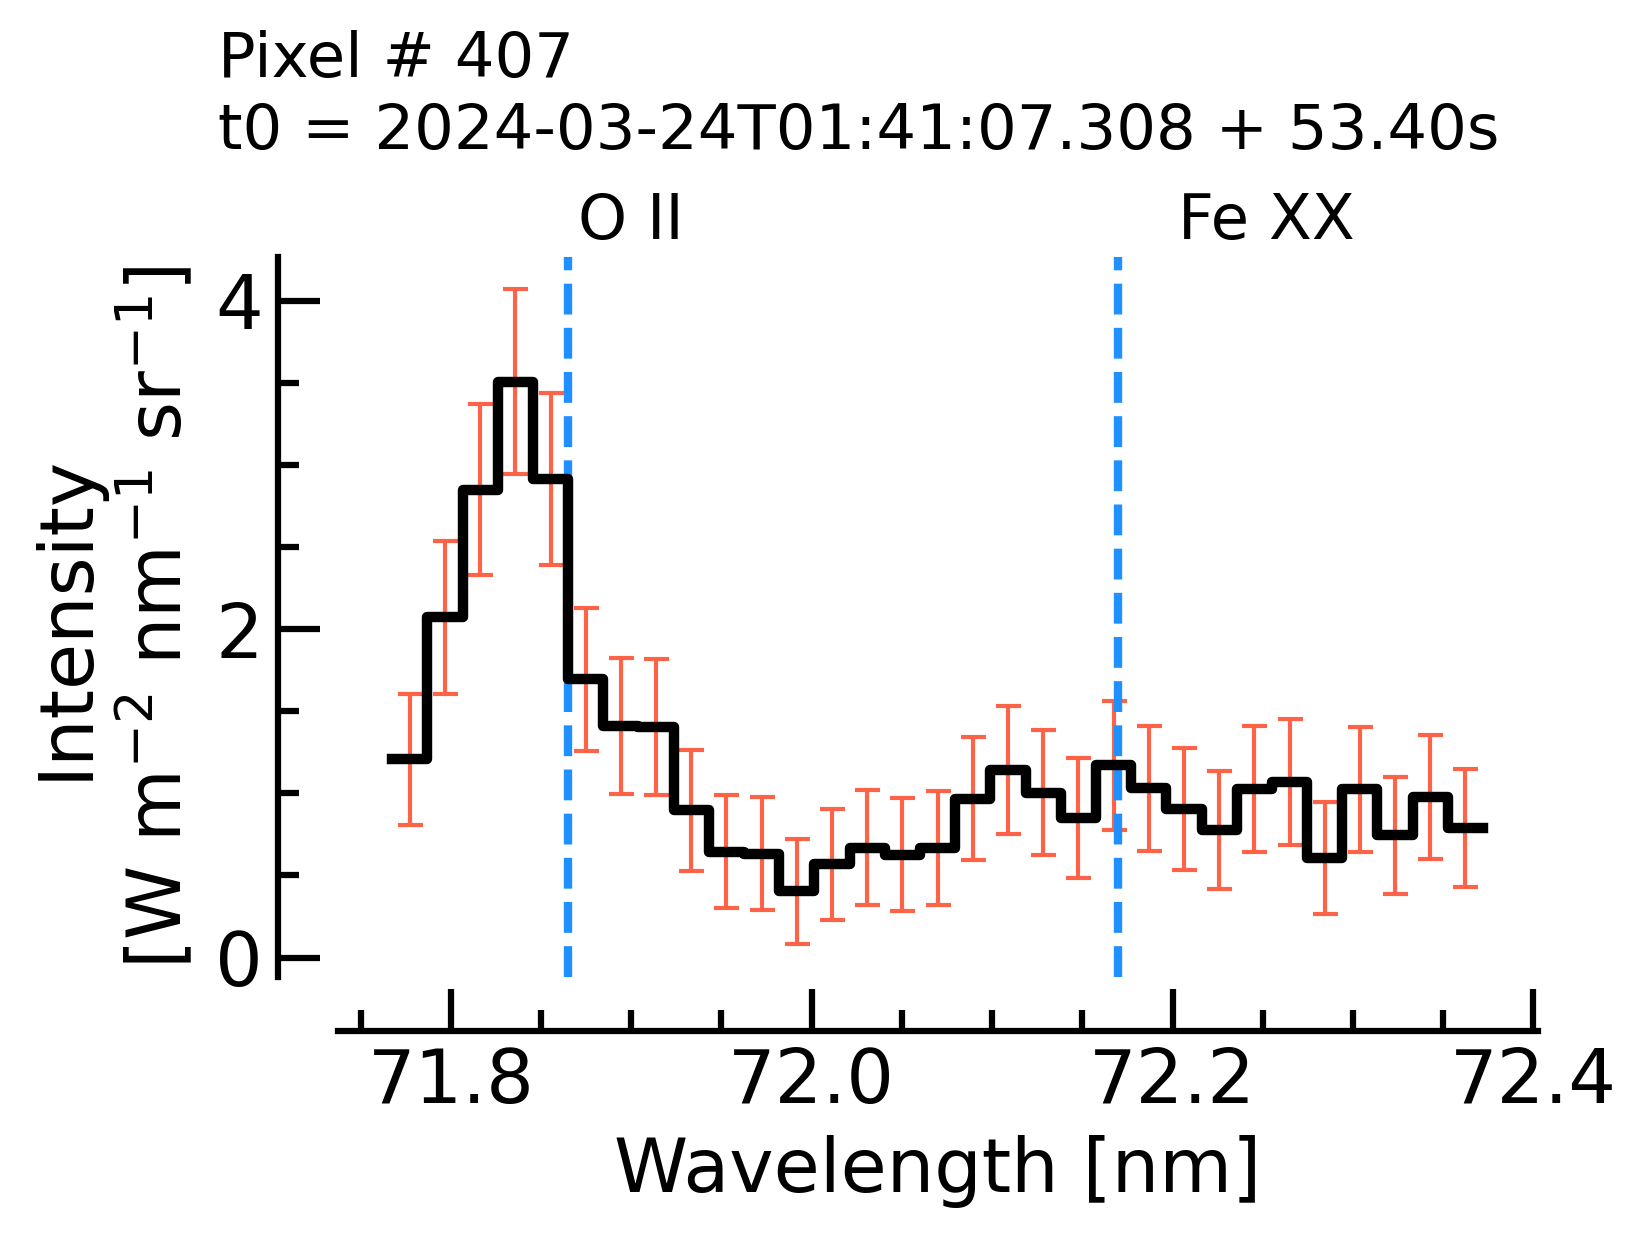 Pixel # 407
t0 = 2024-03-24T01:41:07.308 + 53.40s
O II
Fe XX
Intensity
[W m⁻² nm⁻¹ sr⁻¹]
4
2
0
71.8
72.0
72.2
72.4
Wavelength [nm]